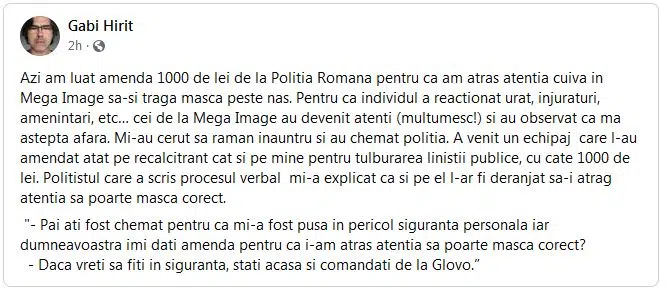 Gabi Hirit
2h ·
Azi am luat amenda 1000 de lei de la Politia Romana pentru ca am atras atentia cuiva in
Mega Image sa-si traga masca peste nas. Pentru ca individul a reactionat urat, injuraturi,
amenintari, etc... cei de la Mega Image au devenit atenti (multumesc!) si au observat ca ma
astepta afara. Mi-au cerut sa raman inauntru si au chemat politia. A venit un echipaj care l-au
amendat atat pe recalcitrant cat si pe mine pentru tulburarea linistii publice, cu cate 1000 de
lei. Politistul care a scris procesul verbal mi-a explicat ca si pe el l-ar fi deranjat sa-i atrag
atentia sa poarte masca corect.
"- Pai ati fost chemat pentru ca mi-a fost pusa in pericol siguranta personala iar
dumneavoastra imi dati amenda pentru ca i-am atras atentia sa poarte masca corect?
- Daca vreti sa fiti in siguranta, stati acasa si comandati de la Glovo.”